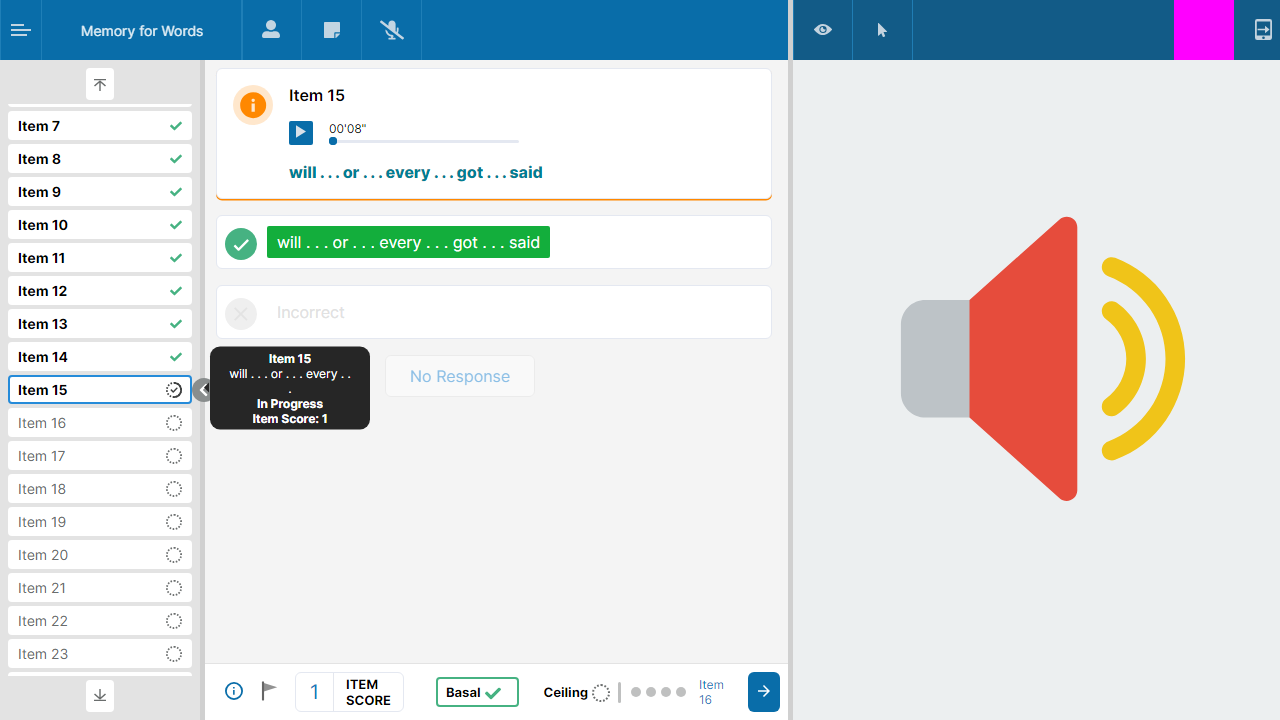 Memory for Words
Item 7
Item 8
Item 9
Item 10
Item 11
Item 12
Item 13
Item 14
Item 15
Item 16
Item 17
Item 18
Item 19
Item 20
Item 21
Item 22
Item 23
Item 15
00'08"
will . . . or . . . every . . . got . . . said
will . . . or . . . every . . . got . . . said
Incorrect
Item 15
will . . . or . . . every . .
.
In Progress
Item Score: 1
No Response
1
ITEM
SCORE
Basal
Ceiling
Item
16